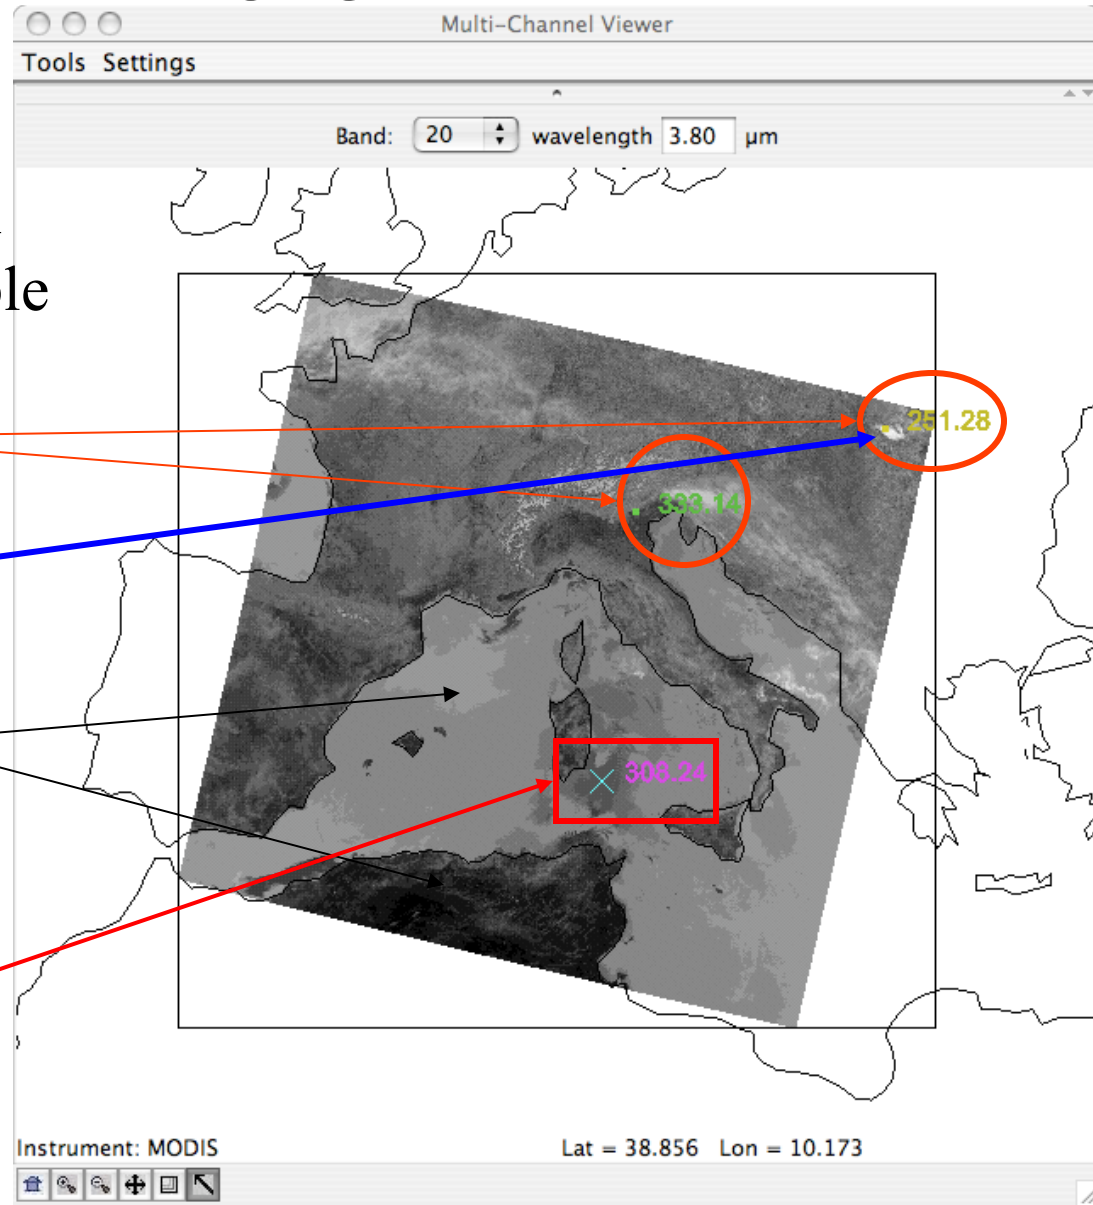 Multi-Channel Viewer
Tools Settings
Band: 20 wavelength 3.80 µm
251.28
333.14
308.24
Instrument: MODIS Lat = 38.856 Lon = 10.173